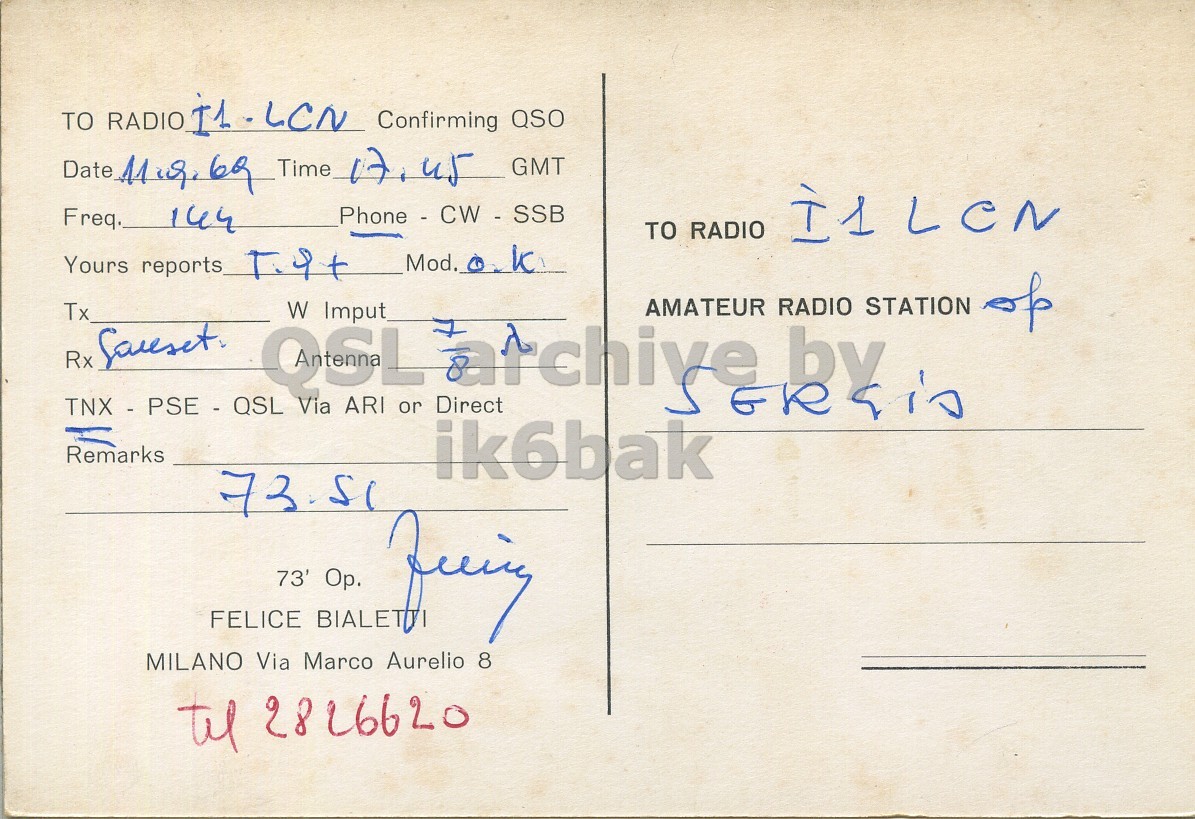 TO RADIO I1-LCN Confirming QSO
Date 11.9.69 Time 17.45 GMT
Freq. 144 Phone - CW - SSB
Yours reports T.9+ Mod. o.K.
Tx W Imput
Rx Gonset. Antenna 7/8 λ
TNX - PSE - QSL Via ARI or Direct
Remarks
73.51
73' Op.
FELICE BIALETTI
MILANO Via Marco Aurelio 8
tel 2826620
TO RADIO I1LCN
AMATEUR RADIO STATION op
SERGIO
QSL archive by
ik6bak